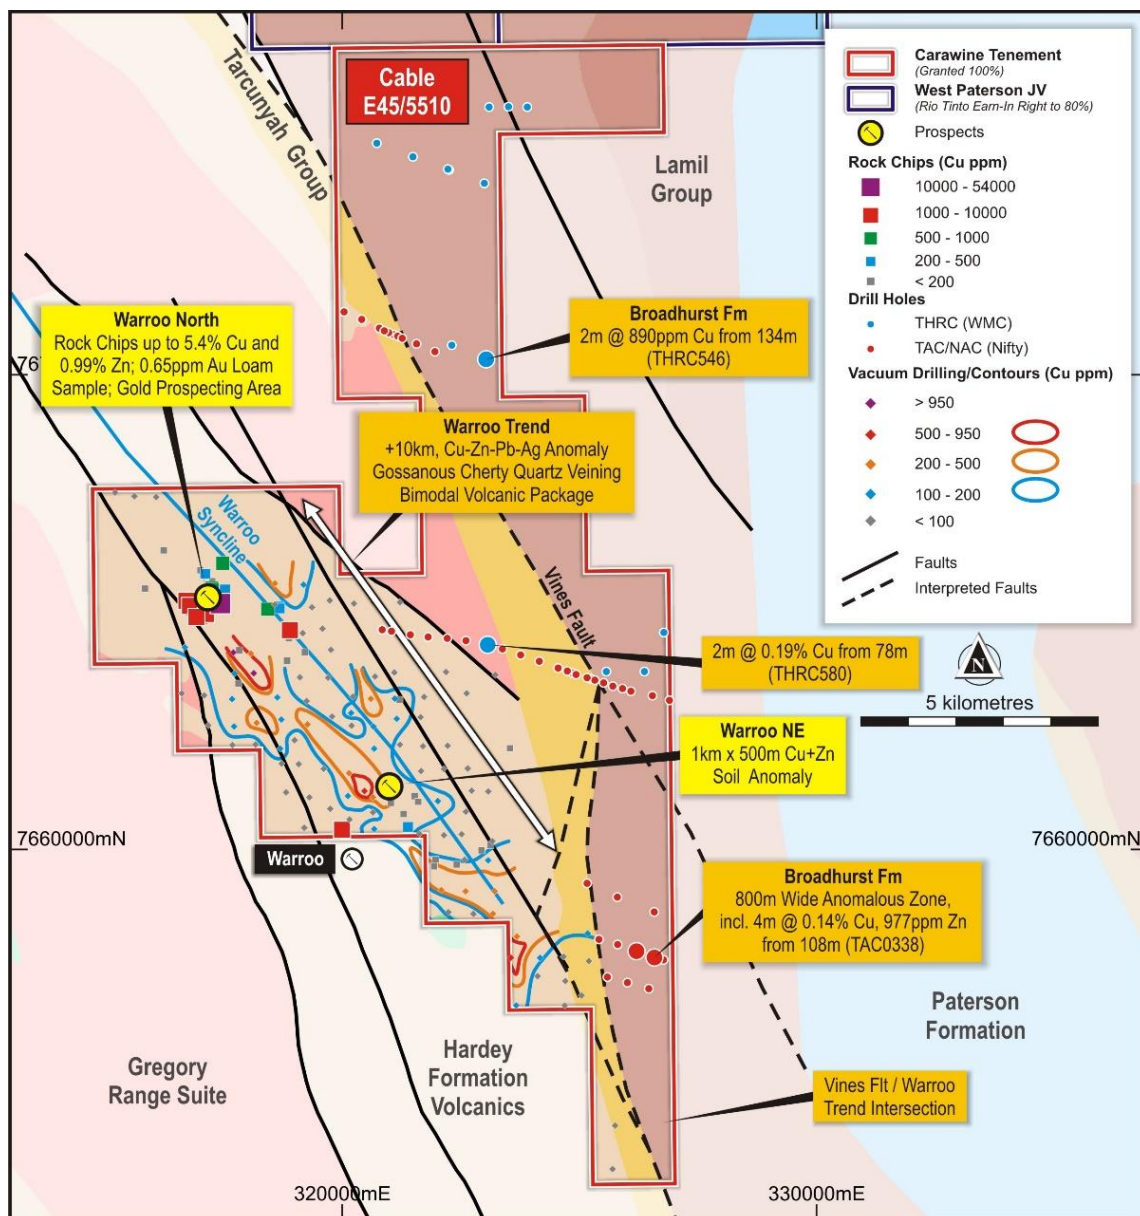 Tarcunyah Group
Cable
E45/5510
Lamil
Group
Carawine Tenement
(Granted 100%)
West Paterson JV
(Rio Tinto Earn-In Right to 80%)
Prospects
Rock Chips (Cu ppm)
10000 - 54000
1000 - 10000
500 - 1000
200 - 500
< 200
Drill Holes
THRC (WMC)
TAC/NAC (Nifty)
Vacuum Drilling/Contours (Cu ppm)
> 950
500 - 950
200 - 500
100 - 200
< 100
Faults
Interpreted Faults
N
5 kilometres
Warroo North
Rock Chips up to 5.4% Cu and
0.99% Zn; 0.65ppm Au Loam
Sample; Gold Prospecting Area
Broadhurst Fm
2m @ 890ppm Cu from 134m
(THRC546)
Warroo Trend
+10km, Cu-Zn-Pb-Ag Anomaly
Gossanous Cherty Quartz Veining
Bimodal Volcanic Package
Warroo
Syncline
Vines Fault
2m @ 0.19% Cu from 78m
(THRC580)
Warroo NE
1km x 500m Cu+Zn
Soil Anomaly
7660000mN
7660000mN
Warroo
Broadhurst Fm
800m Wide Anomalous Zone,
incl. 4m @ 0.14% Cu, 977ppm Zn
from 108m (TAC0338)
Paterson
Formation
Gregory
Range Suite
Hardey
Formation
Volcanics
Vines Flt / Warroo
Trend Intersection
320000mE
330000mE